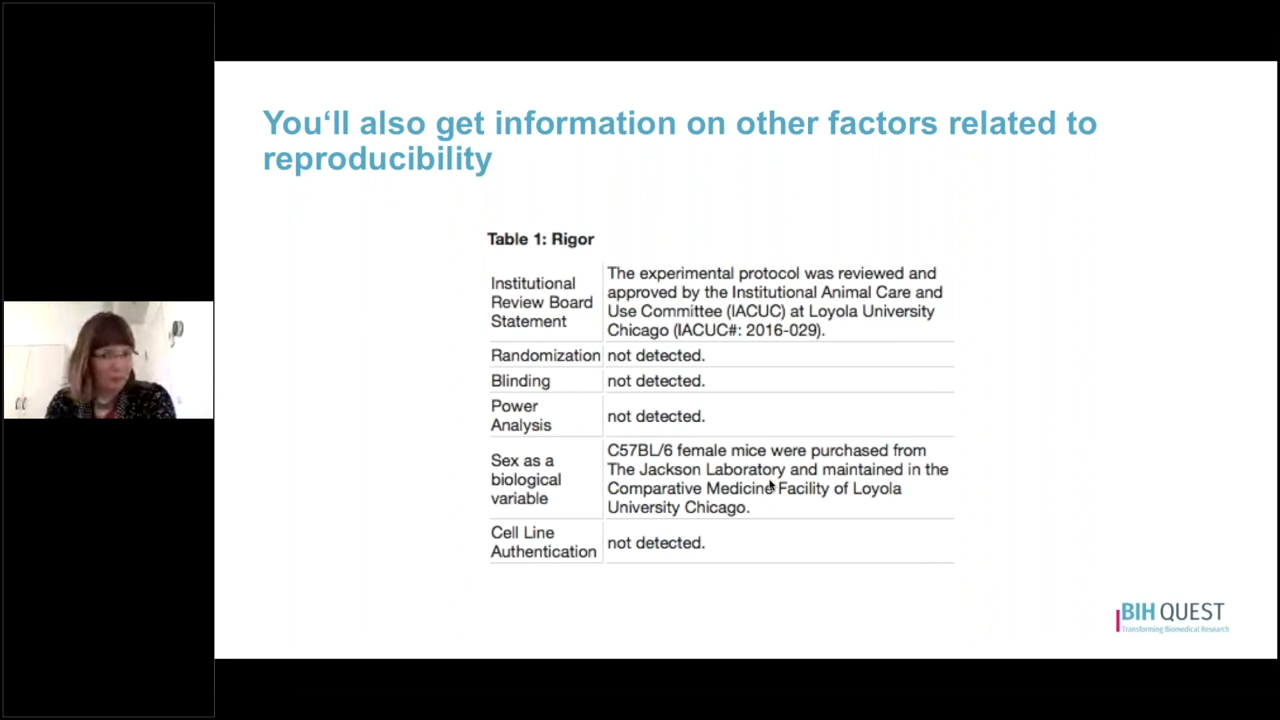 You‘ll also get information on other factors related to
reproducibility
Table 1: Rigor
Institutional
Review Board
Statement
The experimental protocol was reviewed and
approved by the Institutional Animal Care and
Use Committee (IACUC) at Loyola University
Chicago (IACUC#: 2016-029).
Randomization
not detected.
Blinding
not detected.
Power
Analysis
not detected.
Sex as a
biological
variable
C57BL/6 female mice were purchased from
The Jackson Laboratory and maintained in the
Comparative Medicine Facility of Loyola
University Chicago.
Cell Line
Authentication
not detected.
BIH QUEST
Transforming Biomedical Research